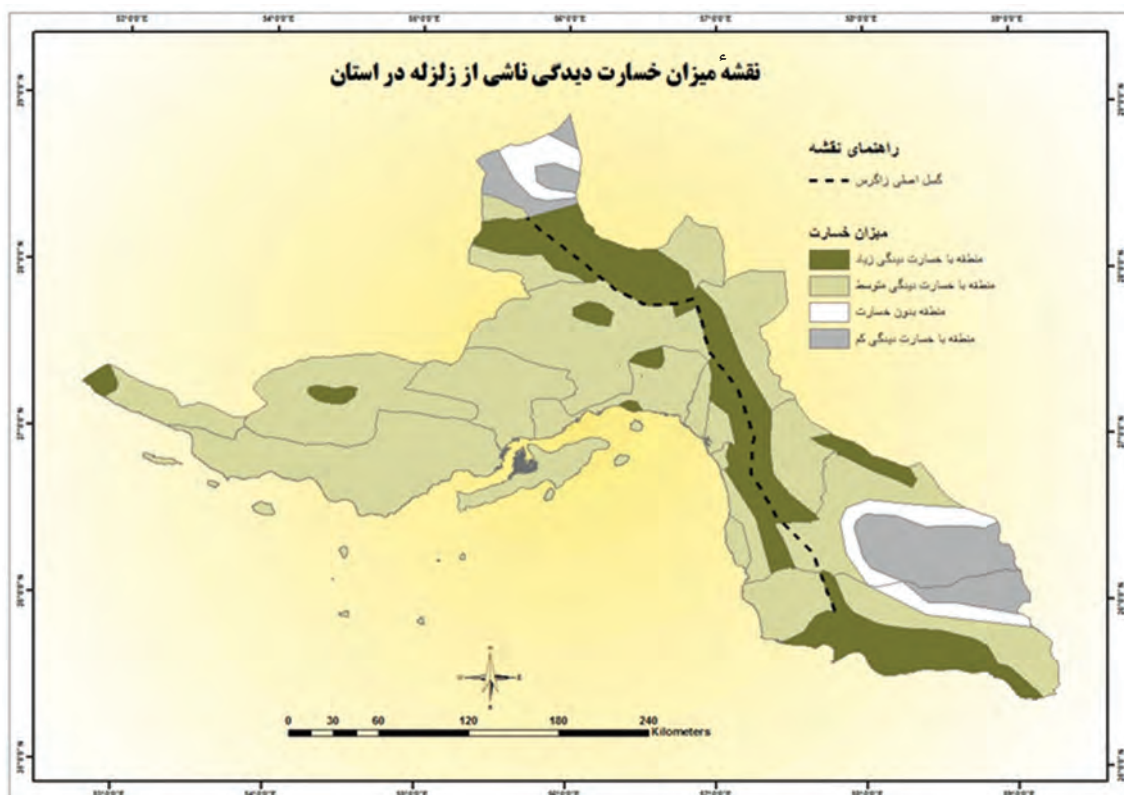 نقشهٔ میزان خسارت دیدگی ناشی از زلزله در استان
راهنمای نقشه
گسل اصلی زاگرس
میزان خسارت
منطقه با خسارت دیدگی زیاد
منطقه با خسارت دیدگی متوسط
منطقه بدون خسارت
منطقه با خسارت دیدگی کم
0 30 60 120 180 240
Kilometers